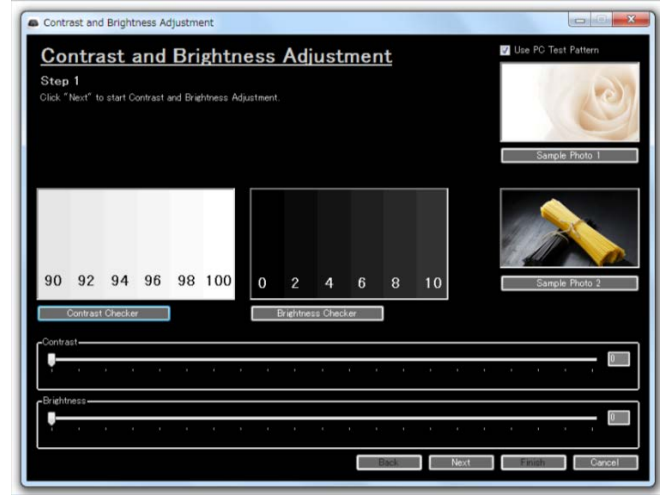 Contrast and Brightness Adjustment
Contrast and Brightness Adjustment
Use PC Test Pattern
Step 1
Click "Next" to start Contrast and Brightness Adjustment.
Sample Photo 1
90 92 94 96 98 100
0 2 4 6 8 10
Sample Photo 2
Contrast Checker
Brightness Checker
Contrast
0
Brightness
0
Back Next Finish Cancel